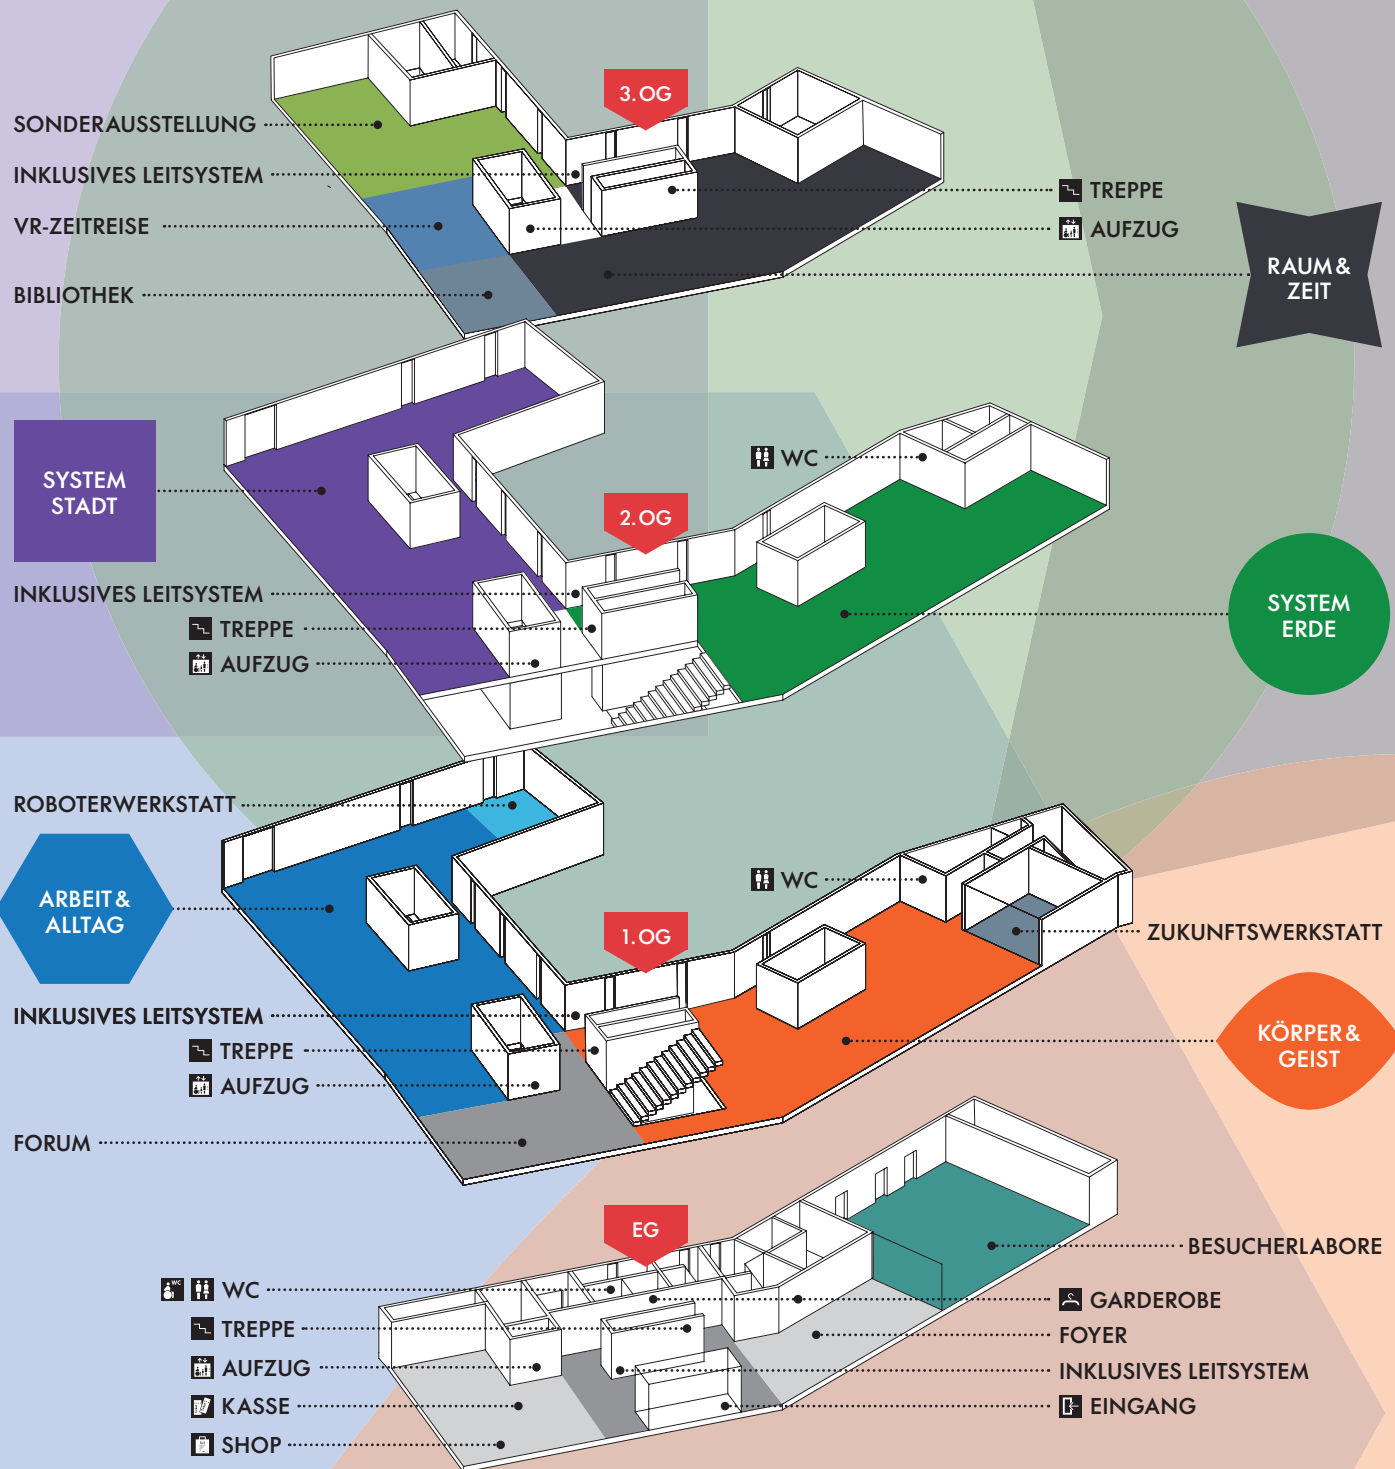 3. OG
SONDERAUSSTELLUNG
INKLUSIVES LEITSYSTEM
VR-ZEITREISE
BIBLIOTHEK
TREPPE
AUFZUG
RAUM &
ZEIT
SYSTEM
STADT
WC
2. OG
INKLUSIVES LEITSYSTEM
TREPPE
AUFZUG
SYSTEM
ERDE
ROBOTERWERKSTATT
ARBEIT &
ALLTAG
WC
1. OG
ZUKUNFTSWERKSTATT
INKLUSIVES LEITSYSTEM
TREPPE
AUFZUG
KÖRPER &
GEIST
FORUM
EG
BESUCHERLABORE
WC
WC
TREPPE
AUFZUG
KASSE
SHOP
GARDEROBE
FOYER
INKLUSIVES LEITSYSTEM
EINGANG